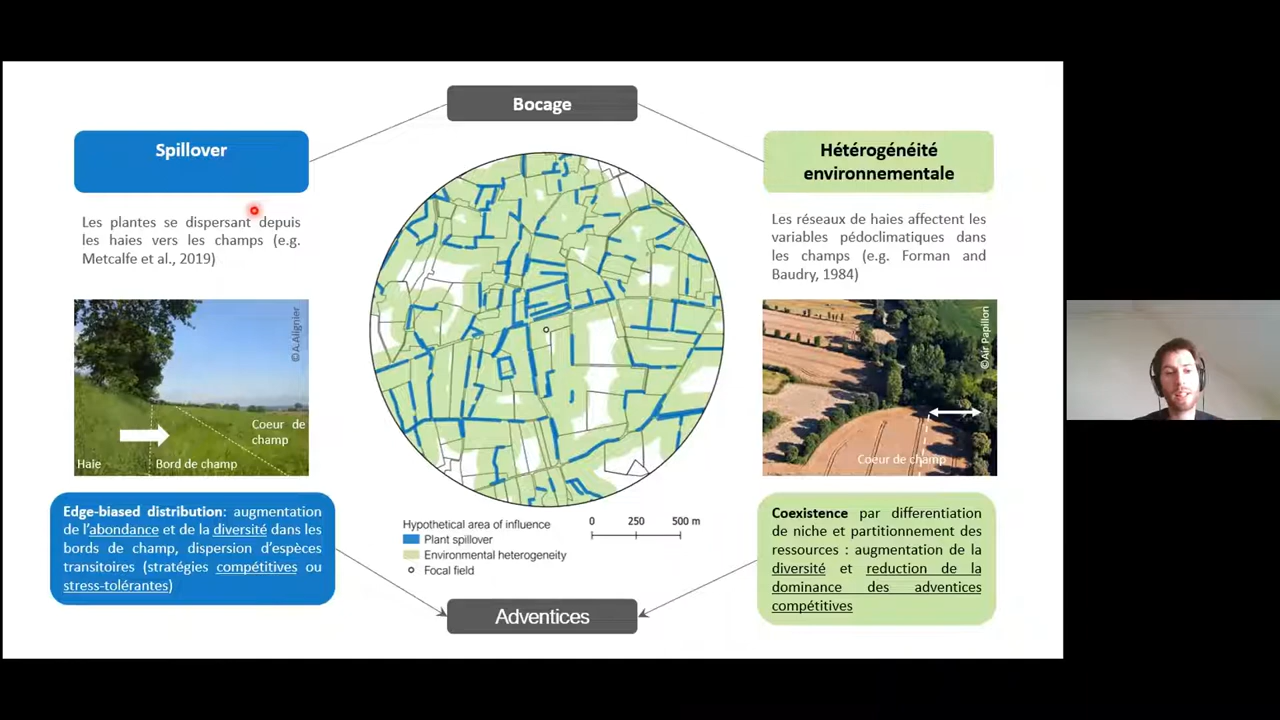 Bocage
Spillover
Les plantes se dispersant depuis
les haies vers les champs (e.g.
Metcalfe et al., 2019)
©A.Alignier
Coeur de
champ
Haie
Bord de champ
Edge-biased distribution: augmentation
de l'abondance et de la diversité dans les
bords de champ, dispersion d'espèces
transitoires (stratégies compétitives ou
stress-tolérantes)
Hypothetical area of influence
Plant spillover
Environmental heterogeneity
Focal field
0 250 500 m
Hétérogénéité
environnementale
Les réseaux de haies affectent les
variables pédoclimatiques dans
les champs (e.g. Forman and
Baudry, 1984)
©Air Papillon
Coeur de champ
Coexistence par differentiation
de niche et partitionnement des
ressources : augmentation de la
diversité et reduction de la
dominance des adventices
compétitives
Adventices